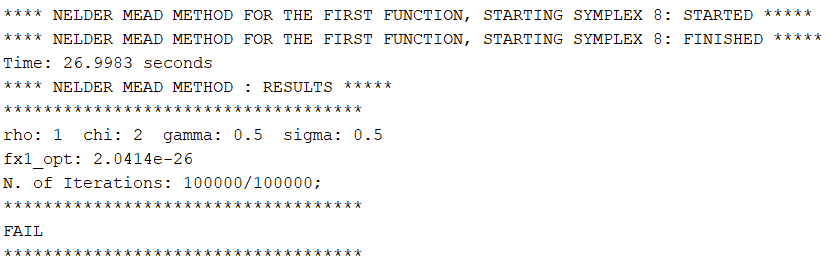 **** NELDER MEAD METHOD FOR THE FIRST FUNCTION, STARTING SYMPLEX 8: STARTED *****
**** NELDER MEAD METHOD FOR THE FIRST FUNCTION, STARTING SYMPLEX 8: FINISHED *****
Time: 26.9983 seconds
**** NELDER MEAD METHOD : RESULTS *****
************************************
rho: 1  chi: 2  gamma: 0.5  sigma: 0.5
fx1_opt: 2.0414e-26
N. of Iterations: 100000/100000;
************************************
FAIL
************************************